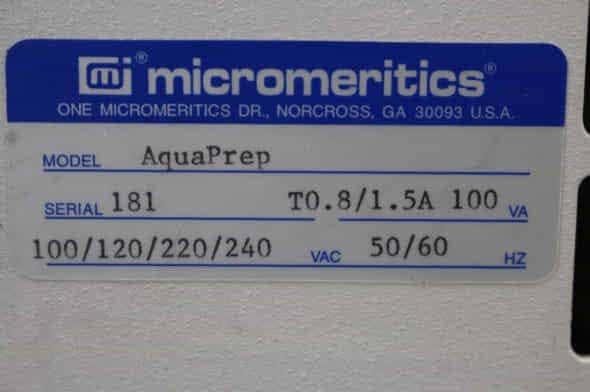 mi® micromeritics®
ONE MICROMERITICS DR., NORCROSS, GA 30093 U.S.A.
MODEL AquaPrep
SERIAL 181 T0.8/1.5A 100 VA
100/120/220/240 VAC 50/60 HZ